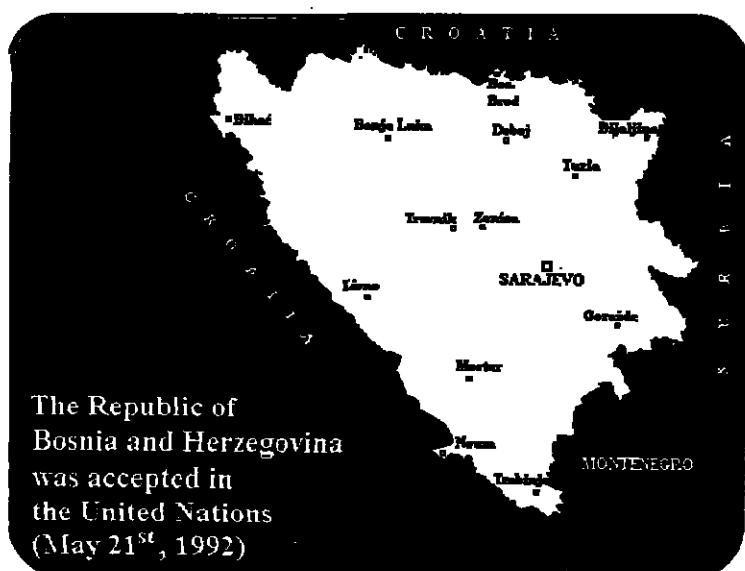 CROATIA
Bos.
Brod
Bihać
Banja Luka
Doboj
Bijeljina
Tuzla
CROATIA
Travnik
Zenica
SARAJEVO
Livno
Goražde
Mostar
Neum
MONTENEGRO
Trebinje
The Republic of
Bosnia and Herzegovina
was accepted in
the United Nations
(May 21st, 1992)